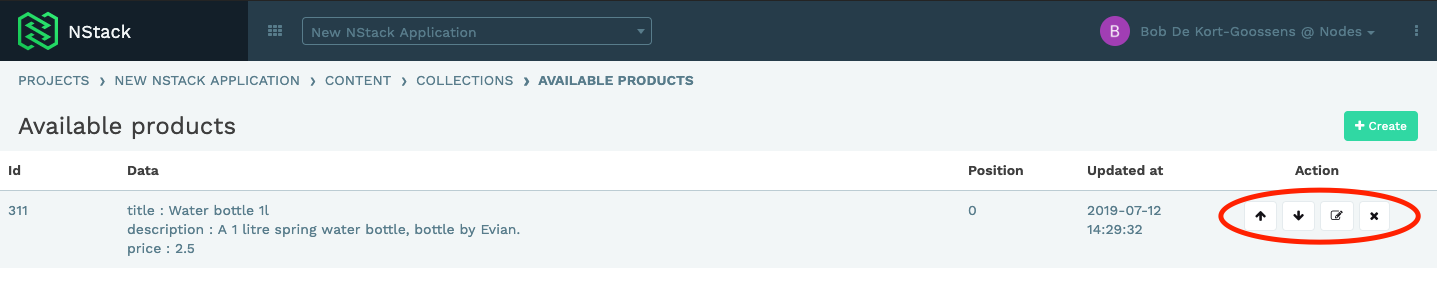 NStack
New NStack Application
B
Bob De Kort-Goossens @ Nodes
PROJECTS › NEW NSTACK APPLICATION › CONTENT › COLLECTIONS › AVAILABLE PRODUCTS
Available products
+ Create
Id Data Position Updated at Action
311 title : Water bottle 1l 0 2019-07-12
description : A 1 litre spring water bottle, bottle by Evian. 14:29:32
price : 2.5